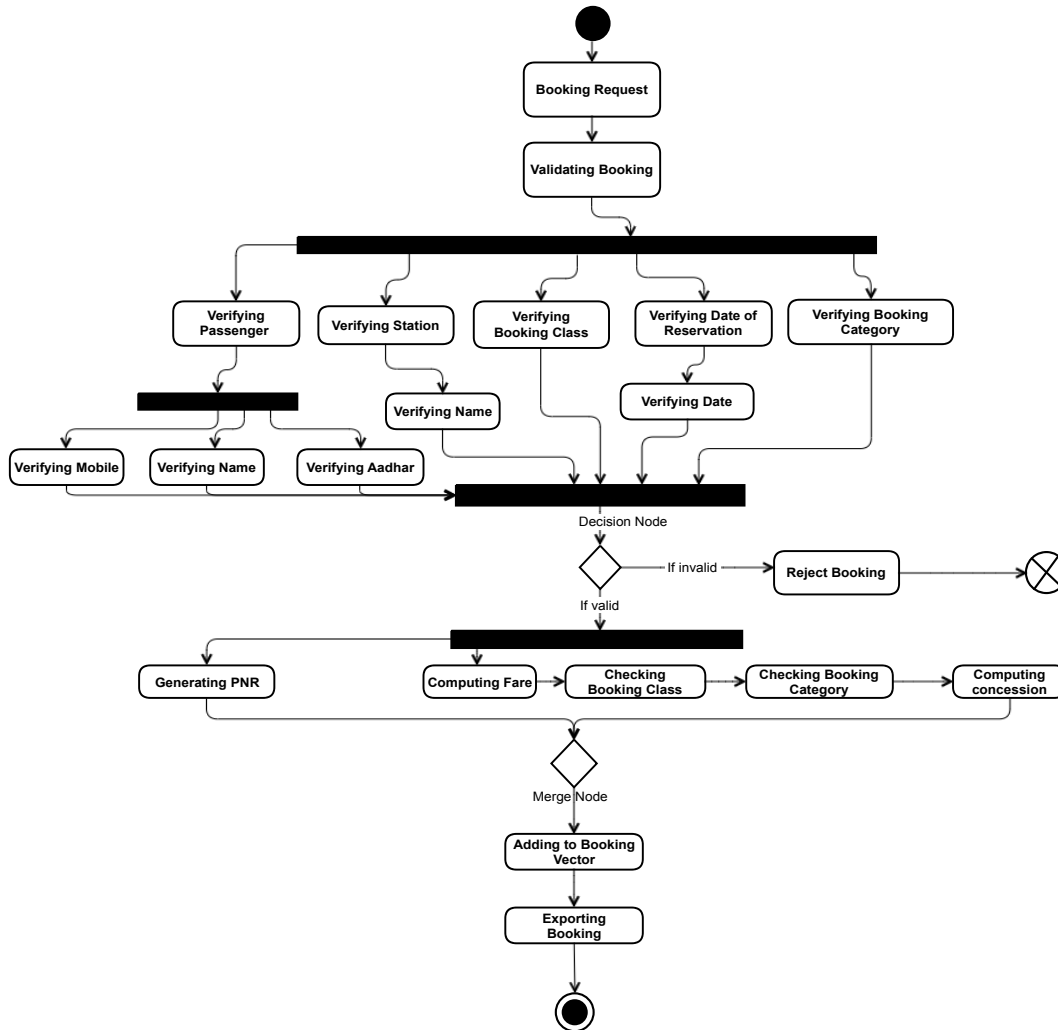 Booking Request
Validating Booking
Verifying
Passenger
Verifying Station
Verifying
Booking Class
Verifying Date of
Reservation
Verifying Booking
Category
Verifying Name
Verifying Date
Verifying Mobile
Verifying Name
Verifying Aadhar
Decision Node
If invalid
Reject Booking
If valid
Generating PNR
Computing Fare
Checking
Booking Class
Checking Booking
Category
Computing
concession
Merge Node
Adding to Booking
Vector
Exporting
Booking